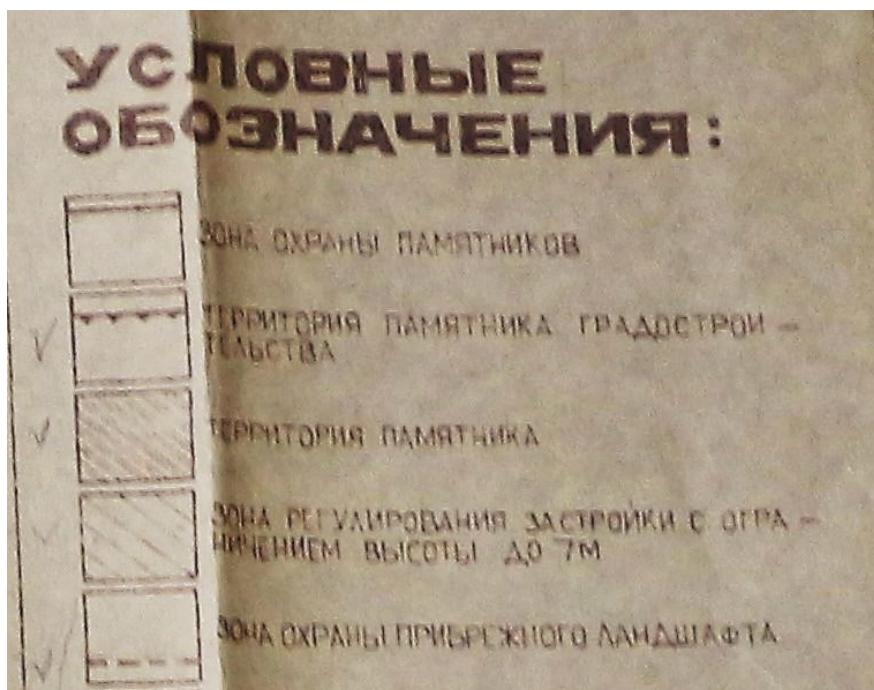 УСЛОВНЫЕ
ОБОЗНАЧЕНИЯ:
ЗОНА ОХРАНЫ ПАМЯТНИКОВ
ТЕРРИТОРИЯ ПАМЯТНИКА ГРАДОСТРОИ –
ТЕЛЬСТВА
ТЕРРИТОРИЯ ПАМЯТНИКА
ЗОНА РЕГУЛИРОВАНИЯ ЗАСТРОЙКИ С ОГРА –
НИЧЕНИЕМ ВЫСОТЫ ДО 7М
ЗОНА ОХРАНЫ ПРИБРЕЖНОГО ЛАНДШАФТА